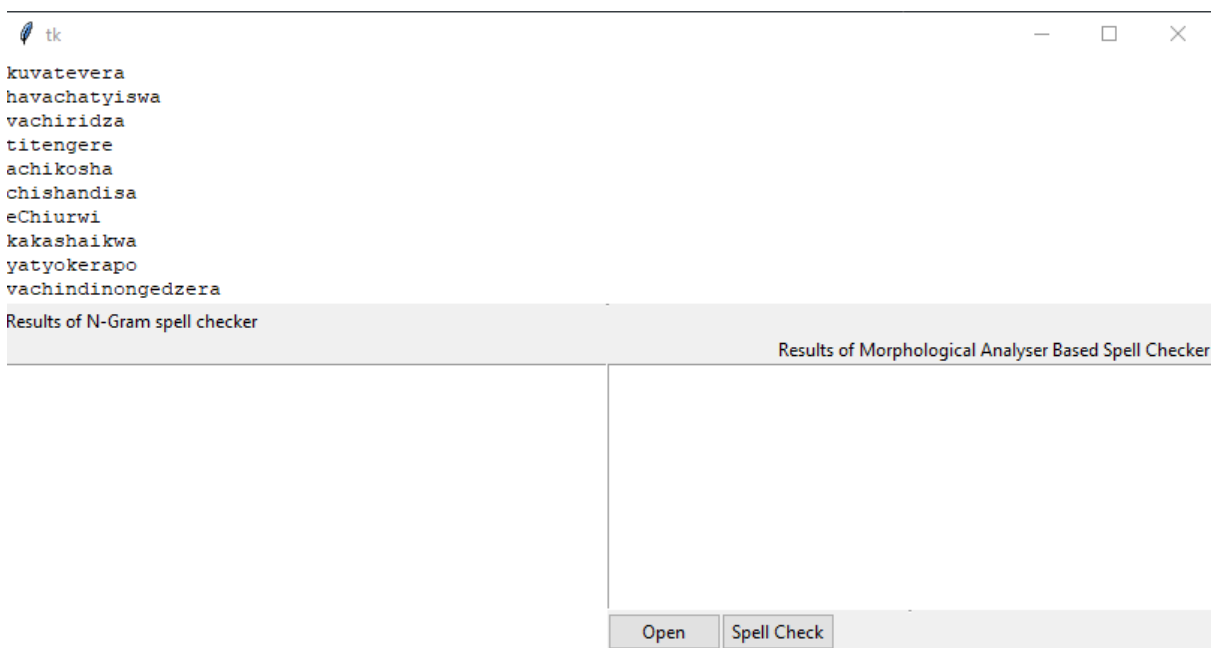 tk
kuvatevera
havachatyiswa
vachiridza
titengere
achikosha
chishandisa
eChiurwi
kakashaikwa
yatyokerapo
vachindinongedzera
Results of N-Gram spell checker
Results of Morphological Analyser Based Spell Checker
Open
Spell Check